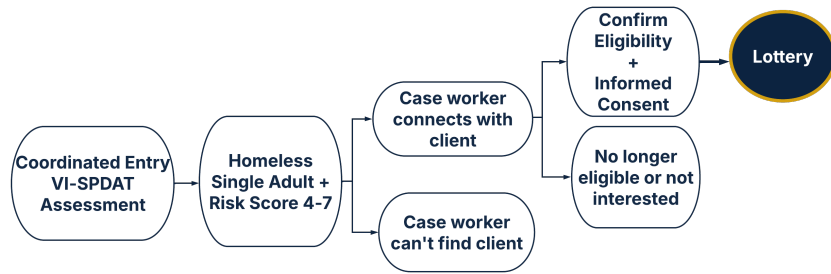 Coordinated Entry
VI-SPDAT
Assessment
Homeless
Single Adult +
Risk Score 4-7
Case worker
connects with
client
Case worker
can't find client
Confirm
Eligibility
+
Informed
Consent
No longer
eligible or not
interested
Lottery